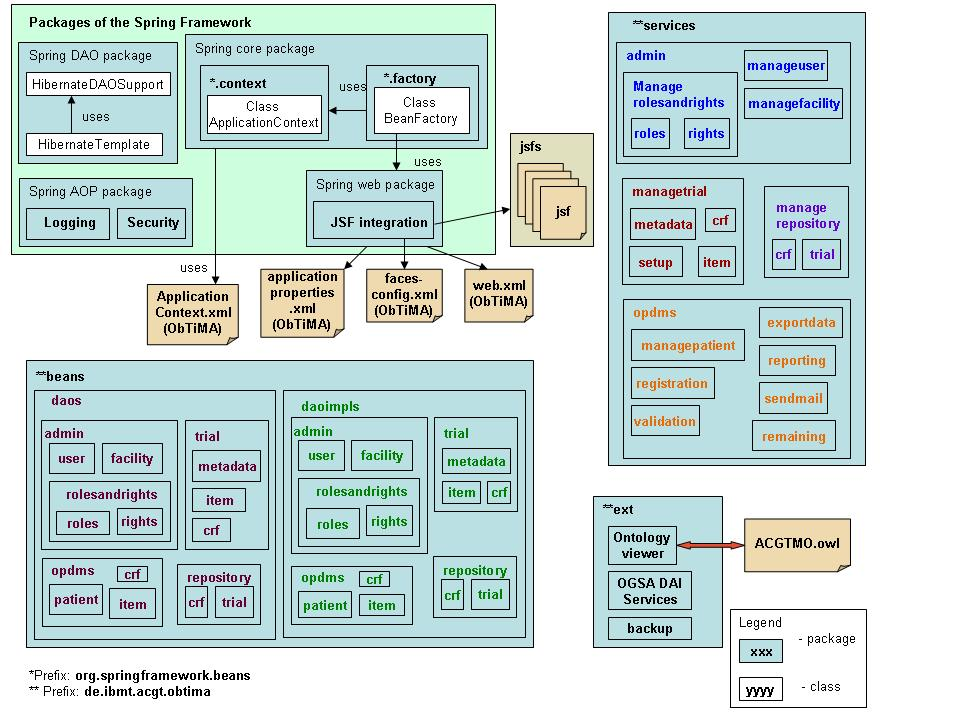 Packages of the Spring Framework
Spring DAO package
HibernateDAOSupport
uses
HibernateTemplate
Spring core package
*.context
Class
ApplicationContext
uses
*.factory
Class
BeanFactory
uses
Spring AOP package
Logging
Security
Spring web package
JSF integration
jsfs
jsf
uses
Application
Context.xml
(ObTiMA)
application
properties
.xml
(ObTiMA)
faces-
config.xml
(ObTiMA)
web.xml
(ObTiMA)
**services
admin
Manage
rolesandrights
roles
rights
manageuser
managefacility
managetrial
metadata
crf
setup
item
manage
repository
crf
trial
opdms
managepatient
registration
validation
exportdata
reporting
sendmail
remaining
**beans
daos
admin
user
facility
rolesandrights
roles
rights
trial
metadata
item
crf
opdms
crf
patient
item
repository
crf
trial
daoimpls
admin
user
facility
rolesandrights
roles
rights
trial
metadata
item
crf
opdms
crf
patient
item
repository
crf
trial
**ext
Ontology
viewer
OGSA DAI
Services
backup
ACGTMO.owl
Legend
xxx
- package
yyyy
- class
*Prefix: org.springframework.beans
** Prefix: de.ibmt.acgt.obtima